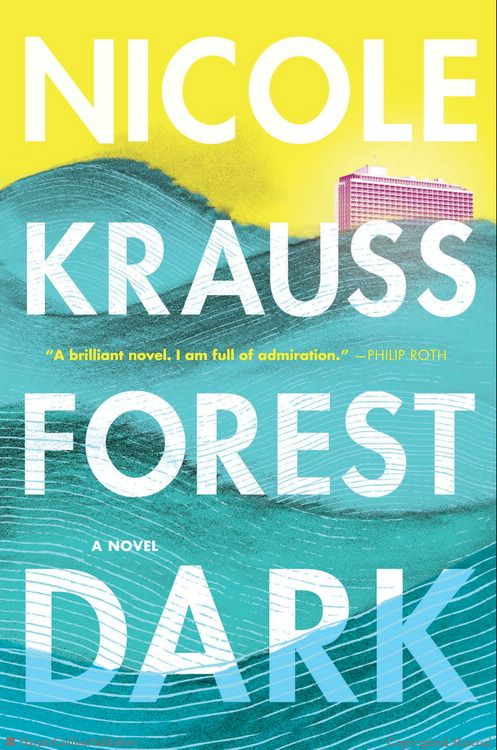 NICOLE
KRAUSS
“A brilliant novel. I am full of admiration.” —PHILIP ROTH
FOREST
A NOVEL
DARK